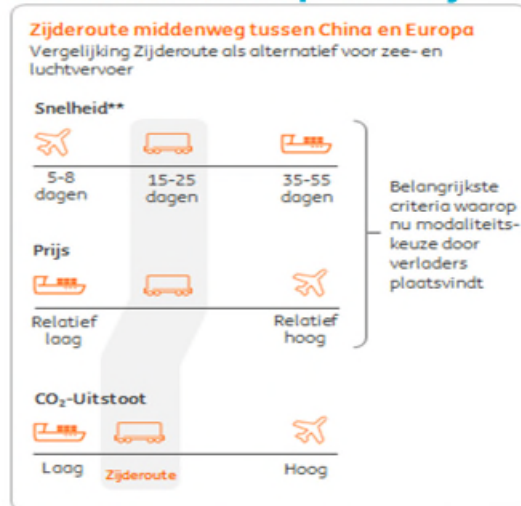 Zijderoute middenweg tussen China en Europa
Vergelijking Zijderoute als alternatief voor zee- en
luchtvervoer
Snelheid**
5-8
dagen
15-25
dagen
35-55
dagen
Prijs
Relatief
laag
Relatief
hoog
Belangrijkste
criteria waarop
nu modaliteits-
keuze door
verladers
plaatsvindt
CO₂-Uitstoot
Laag
Zijderoute
Hoog